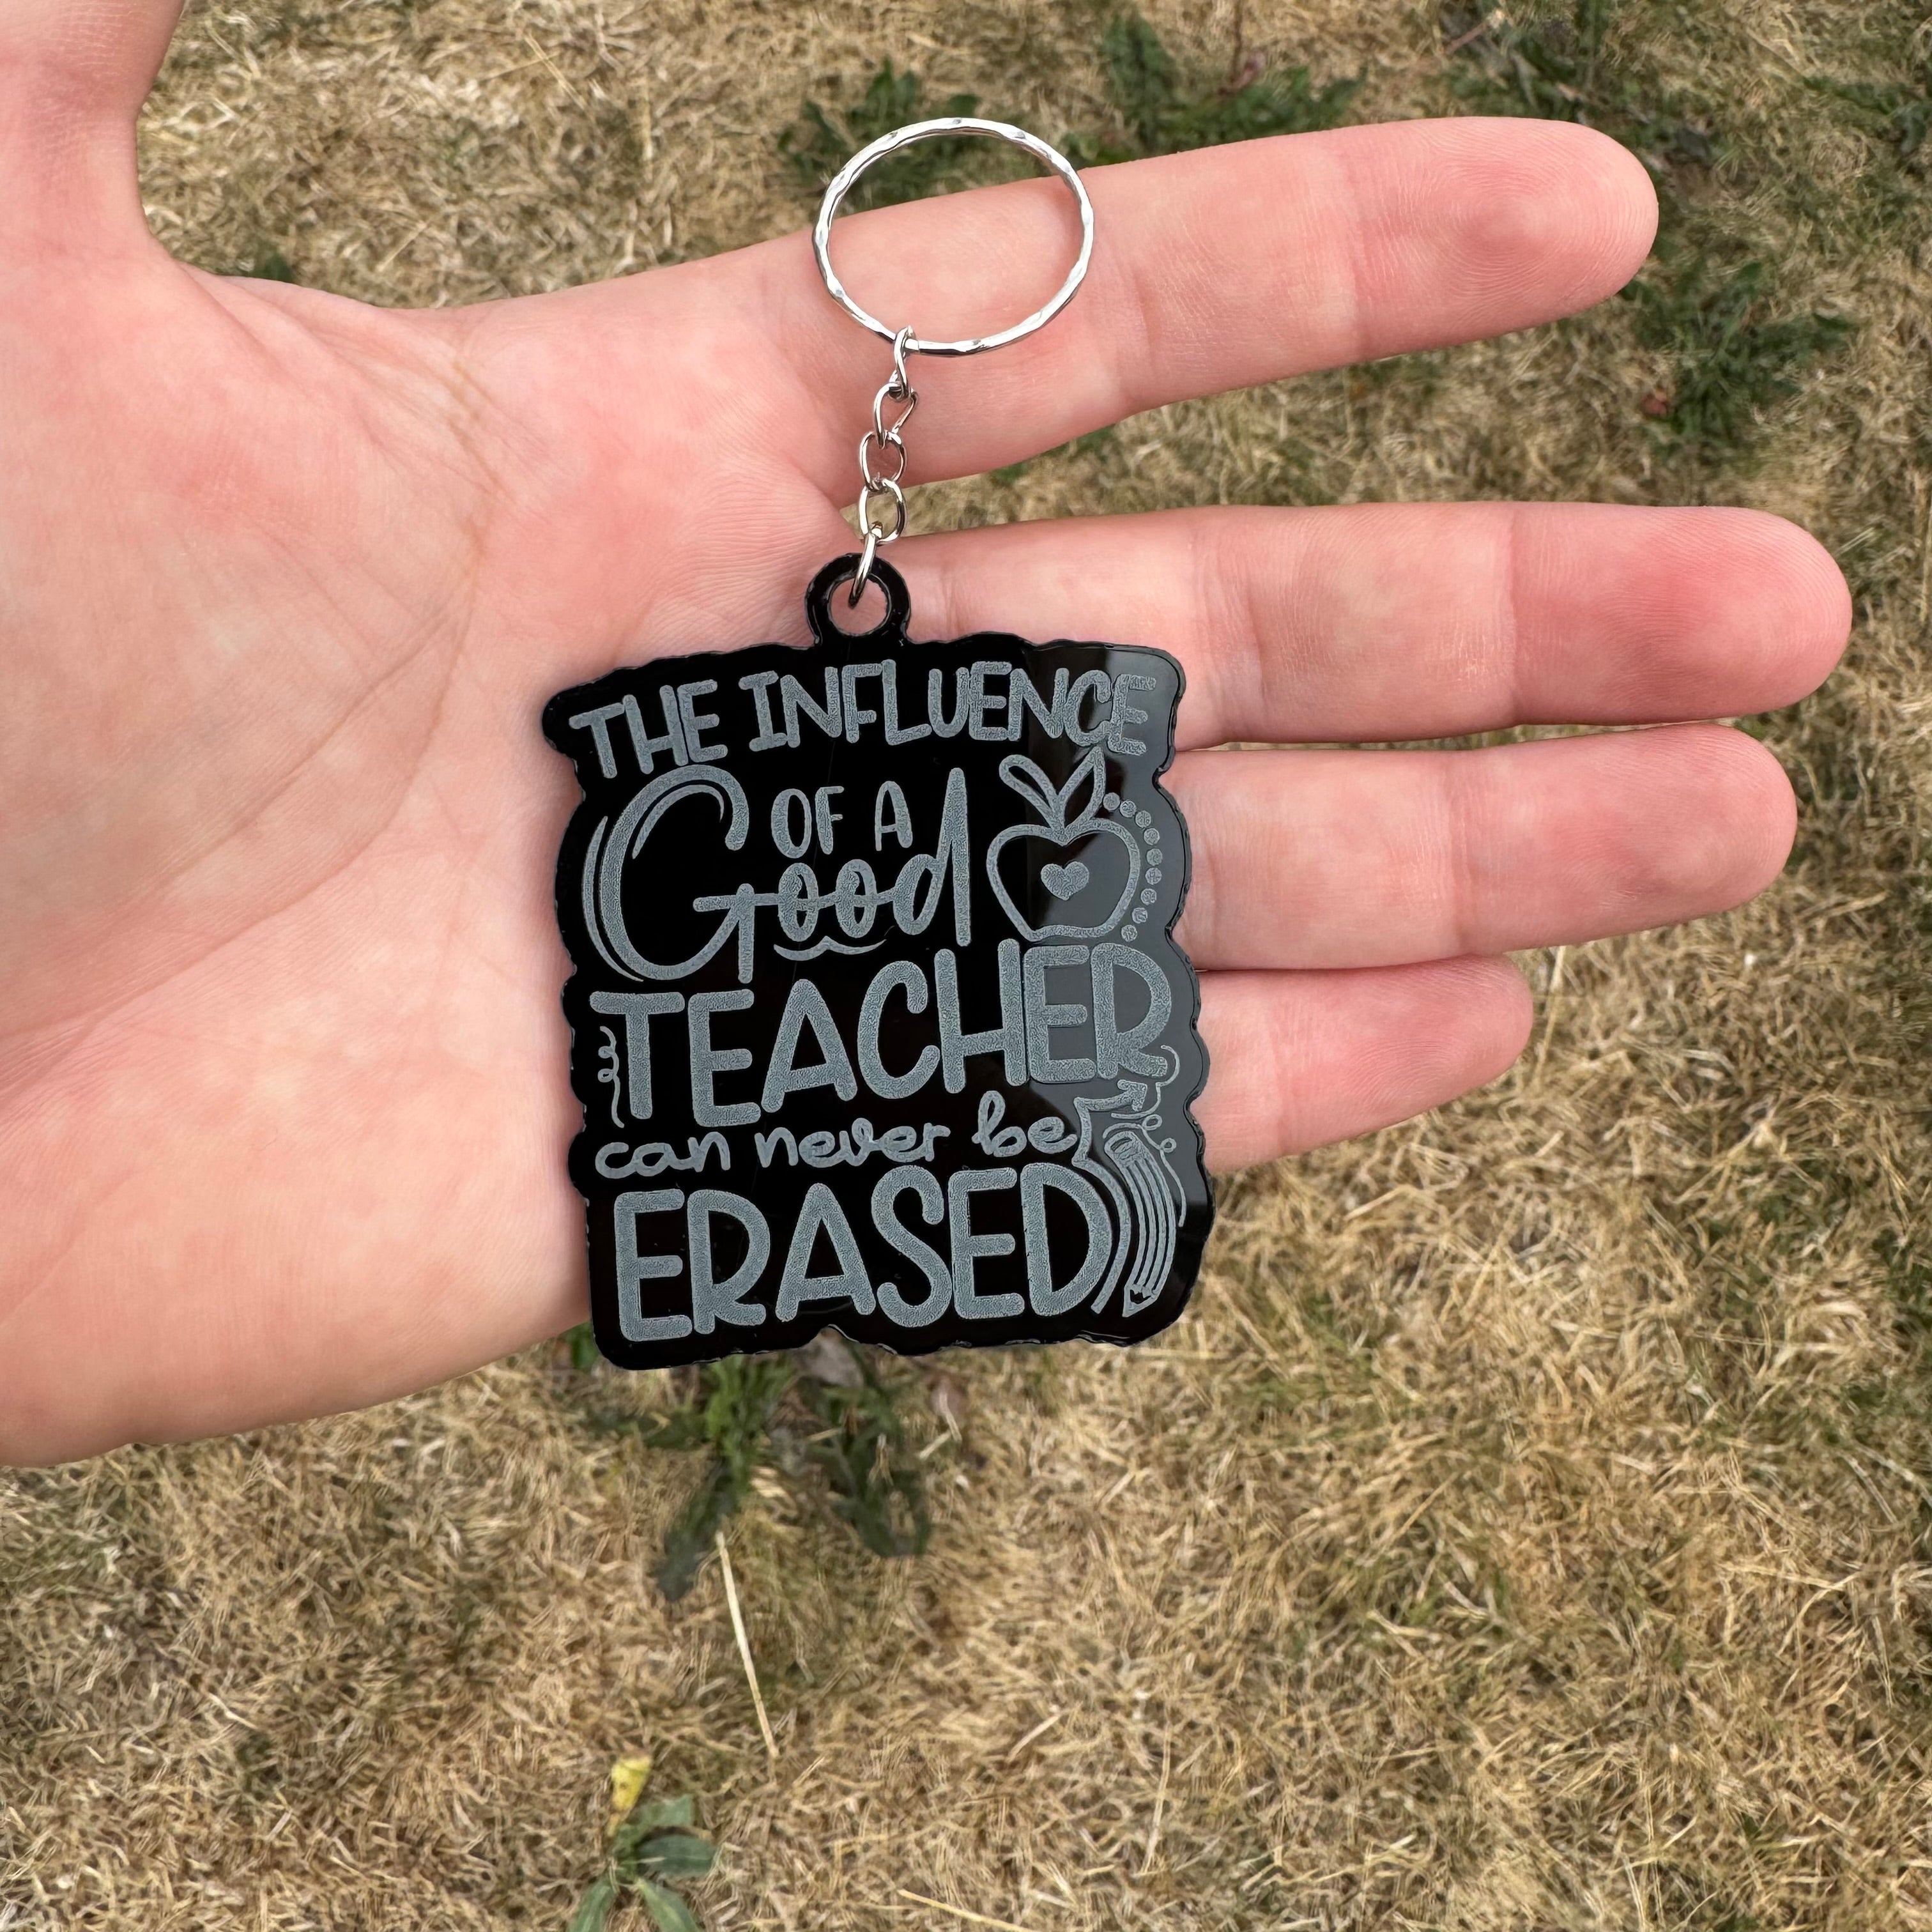 THE INFLUENCE
OF A
Good
TEACHER
can never be
ERASED